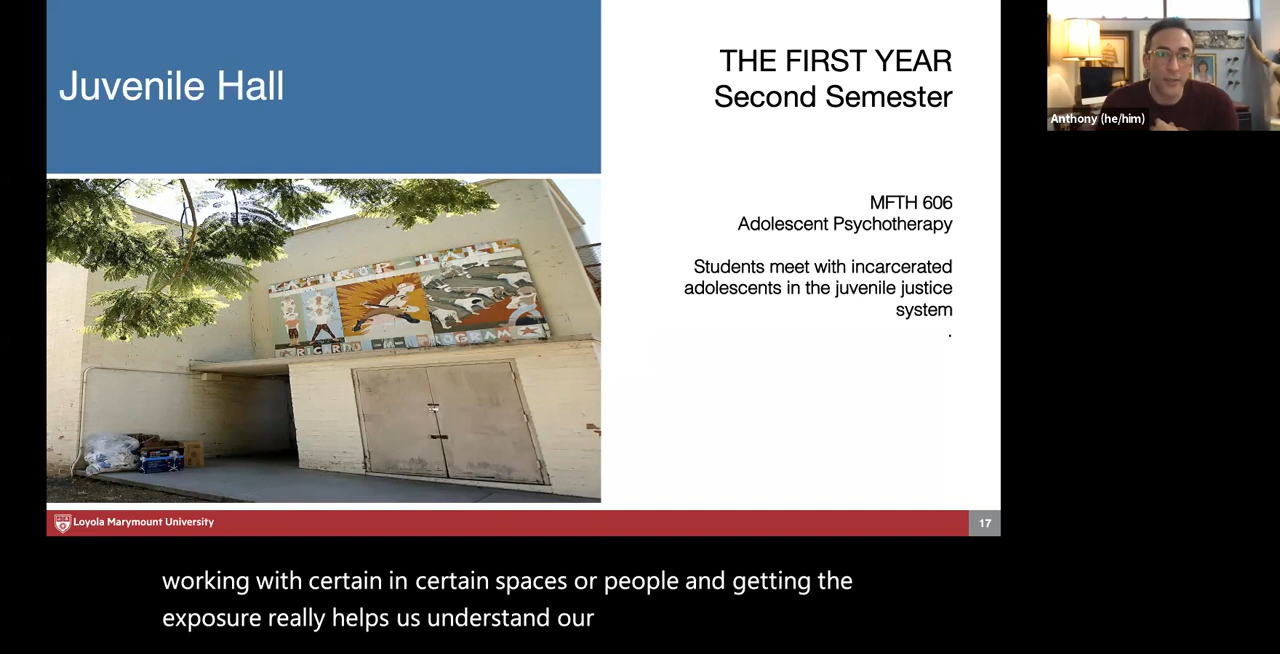 Juvenile Hall
THE FIRST YEAR
Second Semester
Anthony (he/him)
MFTH 606
Adolescent Psychotherapy
Students meet with incarcerated
adolescents in the juvenile justice
system
.
HALL
PROGRAM
Loyola Marymount University
17
working with certain in certain spaces or people and getting the
exposure really helps us understand our